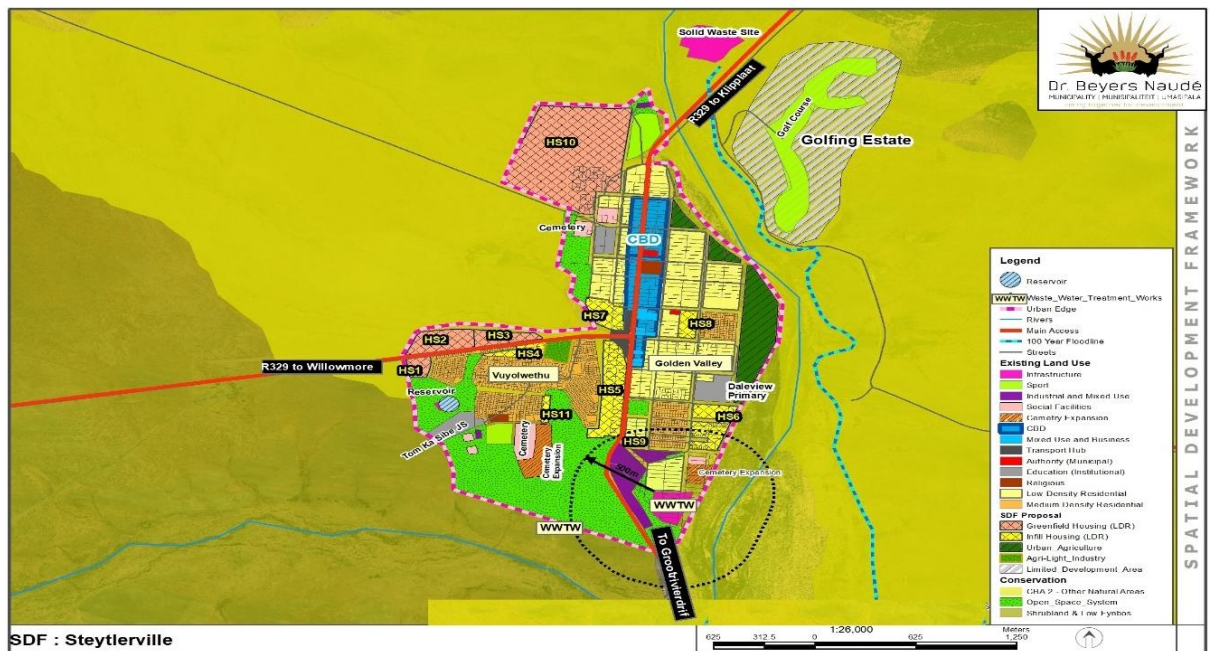 Solid Waste Site
R329 to Klipplaat
Golf Course
Golfing Estate
HS10
Cemetery
CBD
HS7
HS8
HS2
HS3
HS4
R329 to Willowmore
HS1
Vuyolwethu
HS5
Golden Valley
Daleview
Primary
Reservoir
HS11
HS6
Tom Ka Sibe JS
Cemetery
Cemetery
Expansion
HS9
500m
Cemetery Expansion
WWTW
WWTW
To Grootrivierdrif
Dr. Beyers Naudé
MUNICIPALITY | MUNISIPALITEIT | UMASIPALA
SPATIAL DEVELOPMENT FRAMEWORK
Legend
Reservoir
WWTW Waste_Water_Treatment_Works
Urban Edge
Rivers
Main Access
100 Year Floodline
Streets
Existing Land Use
Infrastructure
Sport
Industrial and Mixed Use
Social Facilities
Cemetry Expansion
CBD
Mixed Use and Business
Transport Hub
Authority (Municipal)
Education (Institutional)
Religious
Low Density Residential
Medium Density Residential
SDF Proposal
Greenfield Housing (LDR)
Infill Housing (LDR)
Urban_Agriculture
Agri-Light_Industry
Limited_Development_Area
Conservation
CBA 2 - Other Natural Areas
Open_Space_System
Shrubland & Low Fynbos
SDF : Steytlerville
1:26,000
Meters
625 312.5 0 625 1,250